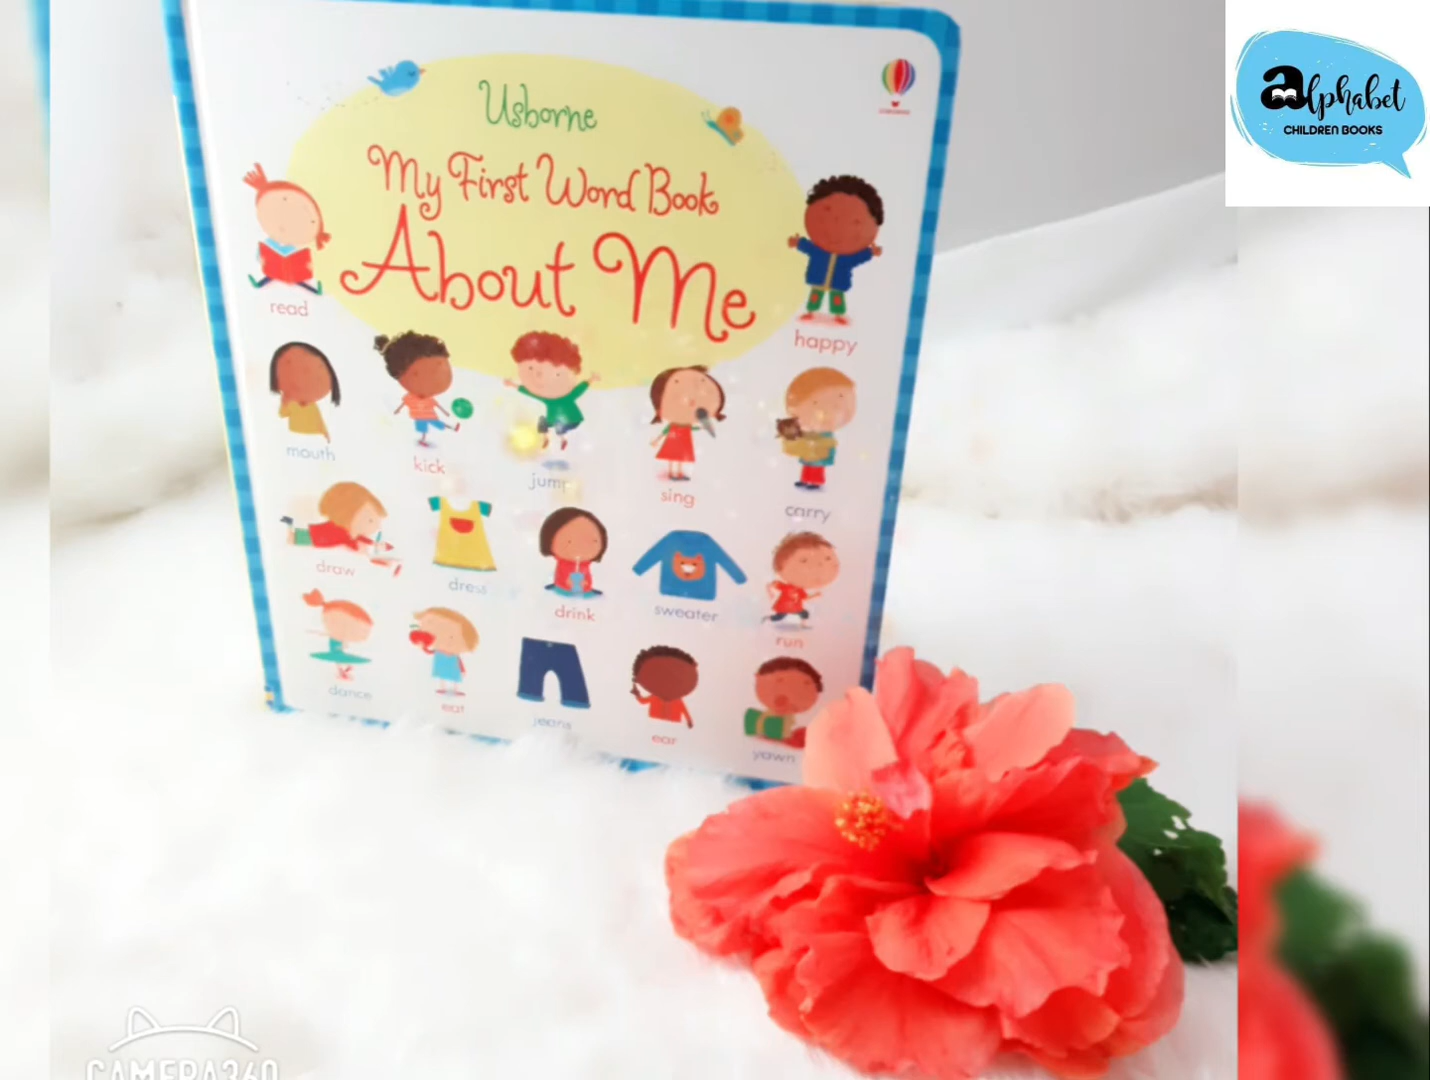 Usborne
My First Word Book
About Me
read
happy
mouth
kick
jump
sing
carry
draw
dress
drink
sweater
run
dance
eat
jeans
ear
yawn
alphabet
CHILDREN BOOKS
CAMERA360